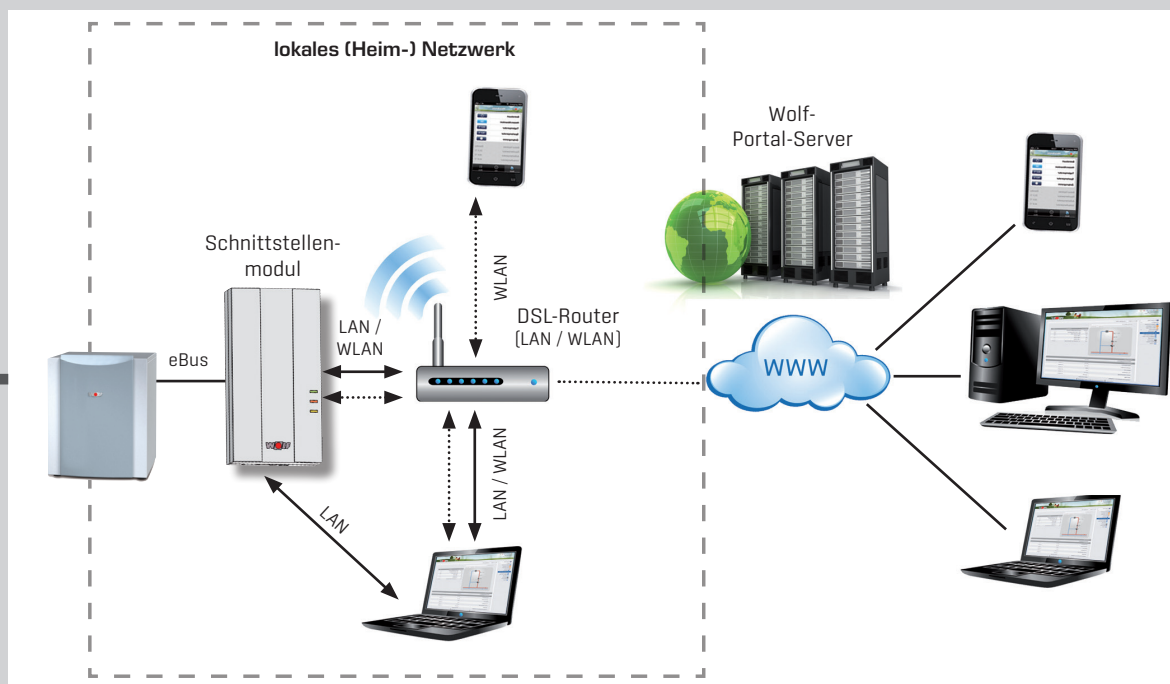 lokales (Heim-) Netzwerk
Wolf-
Portal-Server
Schnittstellen-
modul
WLAN
LAN /
WLAN
DSL-Router
(LAN / WLAN)
eBus
WWW
WOLF
LAN / WLAN
LAN